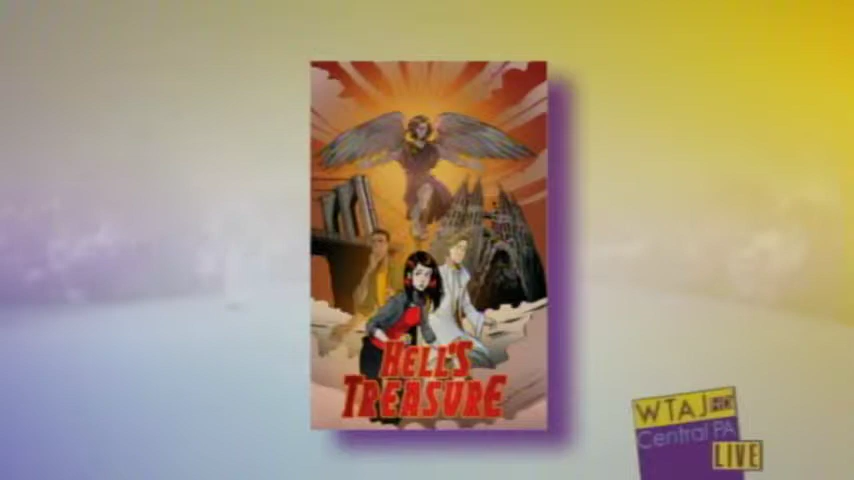 HELL'S
TREASURE
WTAJ
Central PA
LIVE